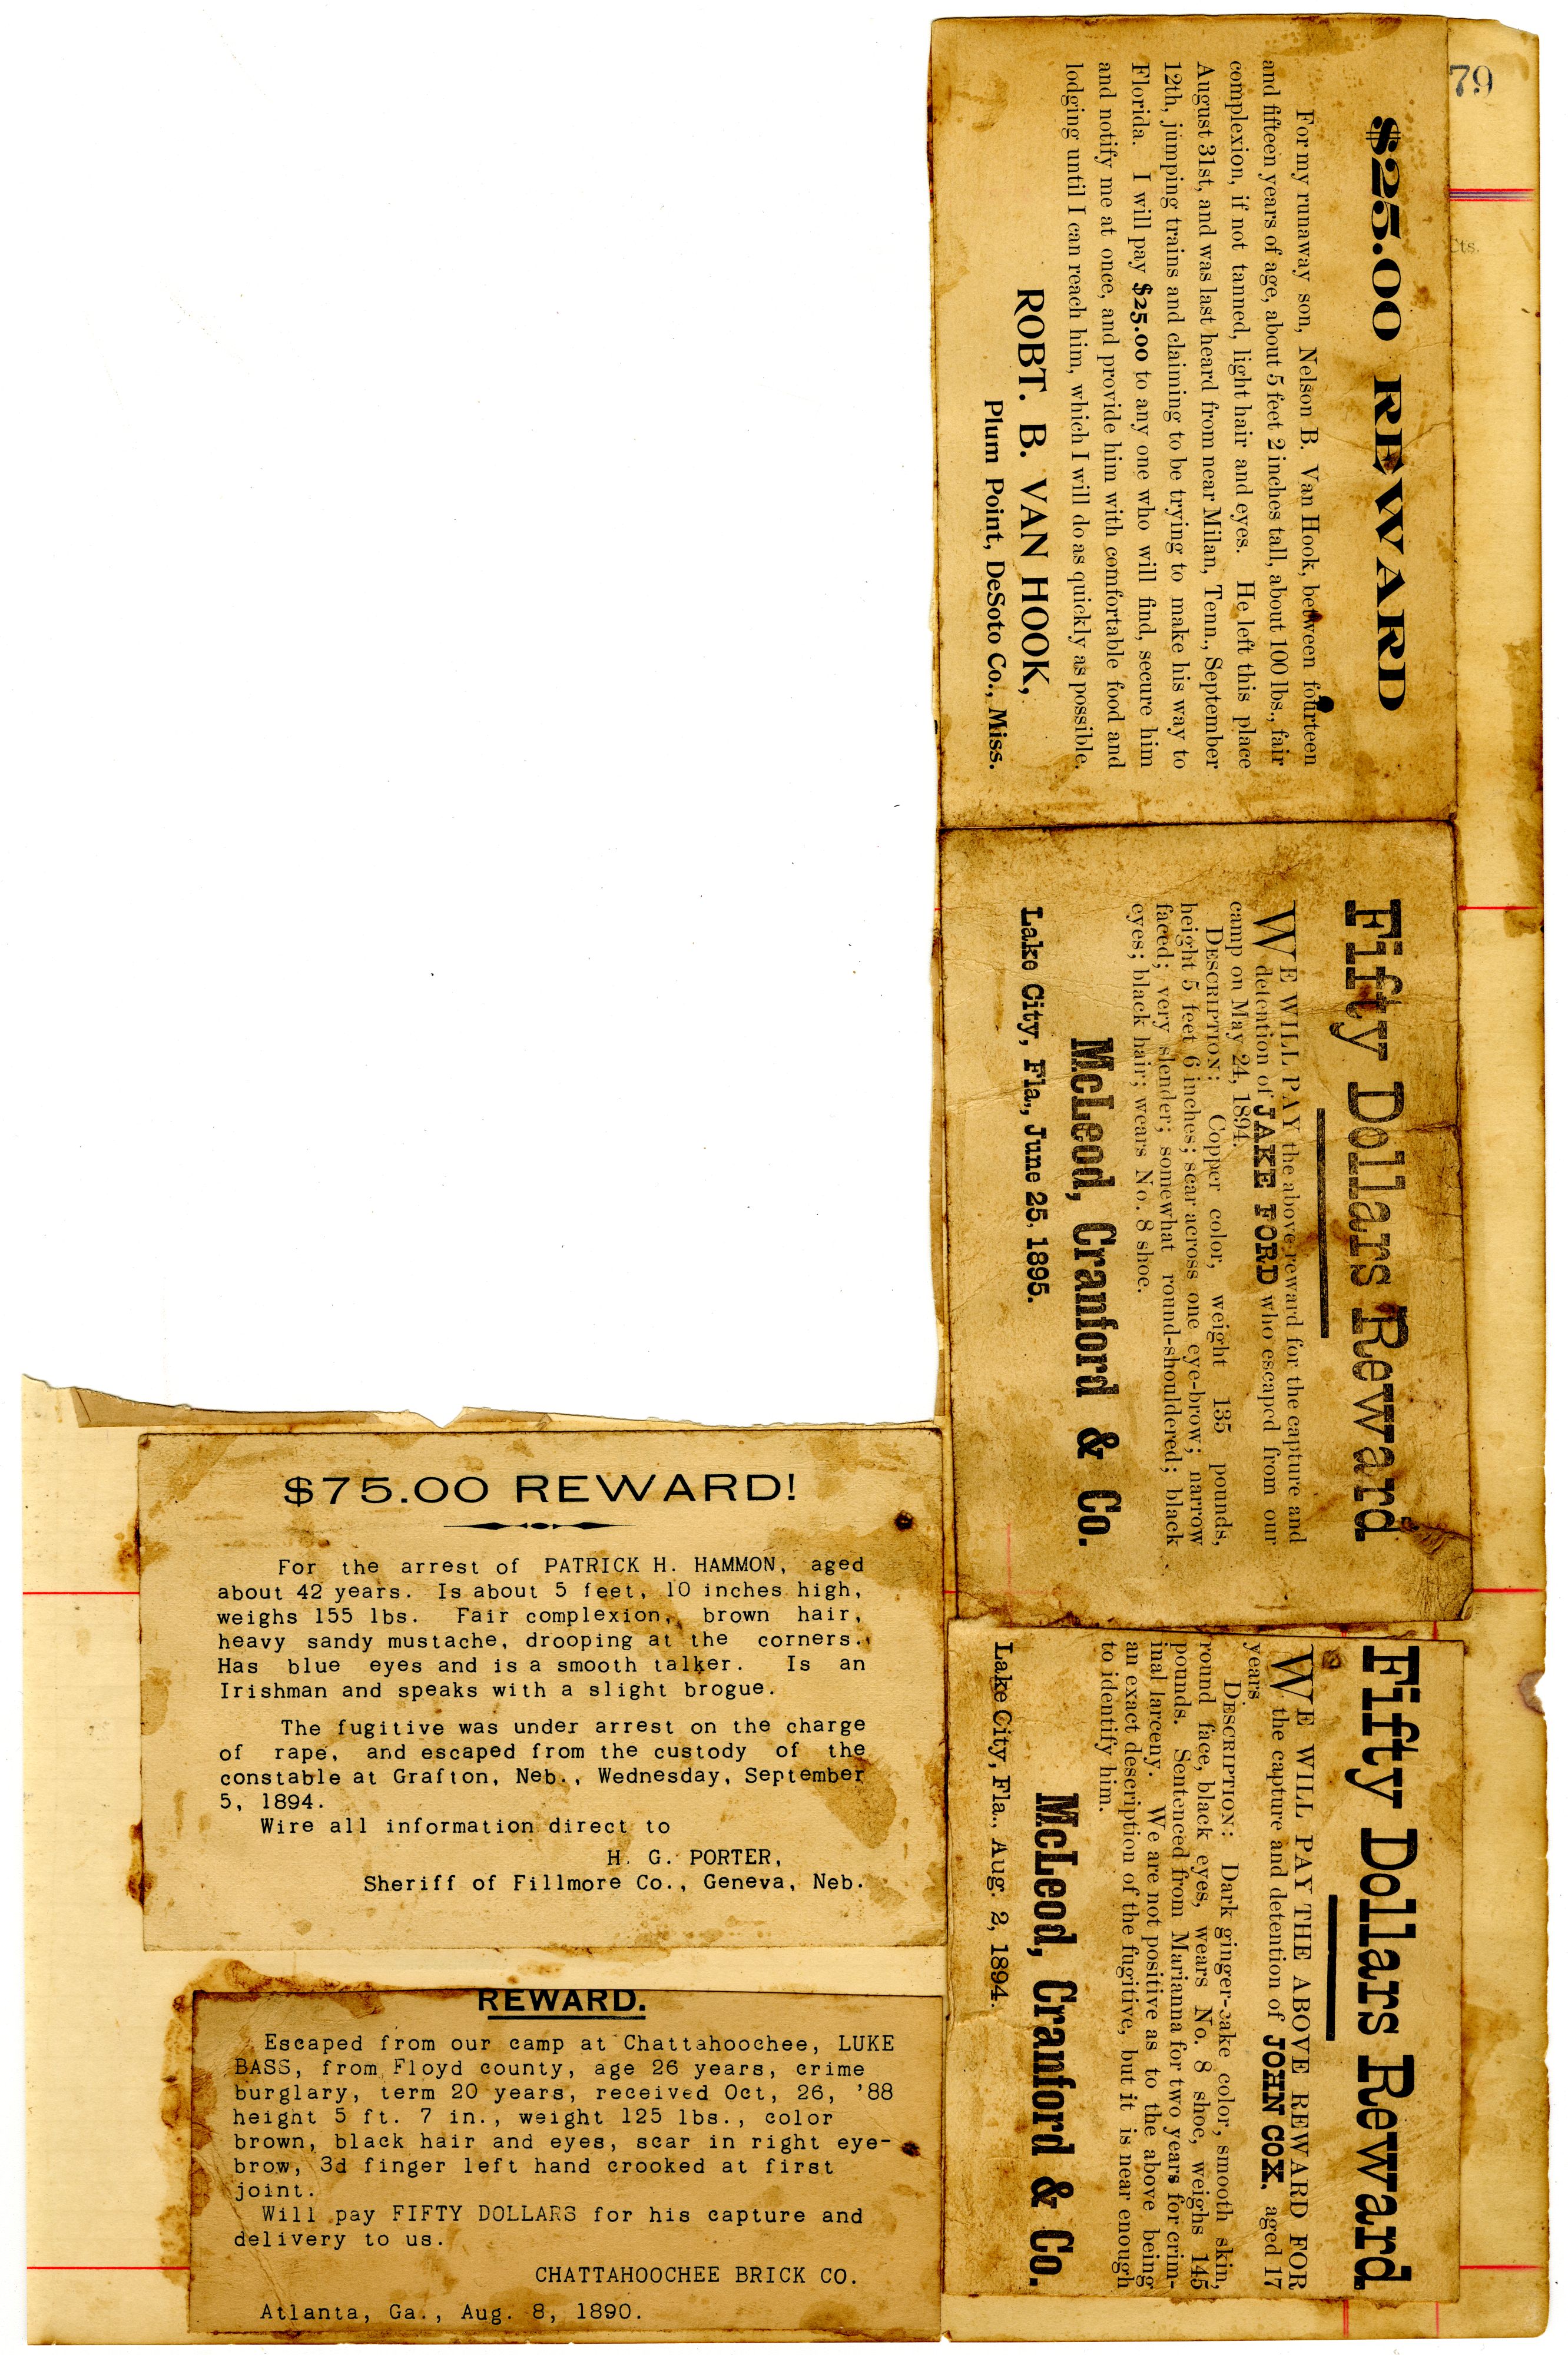 79
Cts.
$25.00 REWARD
For my runaway son, Nelson B. Van Hook, between fourteen
and fifteen years of age, about 5 feet 2 inches tall, about 100 lbs., fair
complexion, if not tanned, light hair and eyes. He left this place
August 31st, and was last heard from near Milan, Tenn., September
12th, jumping trains and claiming to be trying to make his way to
Florida. I will pay $25.00 to any one who will find, secure him
and notify me at once, and provide him with comfortable food and
lodging until I can reach him, which I will do as quickly as possible.
ROBT. B. VAN HOOK,
Plum Point, DeSoto Co., Miss.
Fifty Dollars Reward.
WE WILL PAY the above reward for the capture and
detention of JAKE FORD who escaped from our
camp on May 24, 1894.
DESCRIPTION: Copper color, weight 135 pounds,
height 5 feet 6 inches; scar across one eye-brow; narrow
faced; very slender; somewhat round-shouldered; black
eyes; black hair; wears No. 8 shoe.
McLeod, Cranford & Co.
Lake City, Fla., June 25, 1895.
Fifty Dollars Reward.
WE WILL PAY THE ABOVE REWARD FOR
the capture and detention of JOHN COX, aged 17
years.
DESCRIPTION: Dark ginger-cake color, smooth skin,
round face, black eyes, wears No. 8 shoe, weighs 145
pounds. Sentenced from Marianna for two years for crim-
inal larceny. We are not positive as to the above being
an exact description of the fugitive, but it is near enough
to identify him.
McLeod, Cranford & Co.
Lake City, Fla., Aug. 2, 1894.
$75.00 REWARD!
For the arrest of PATRICK H. HAMMON, aged
about 42 years. Is about 5 feet, 10 inches high,
weighs 155 lbs. Fair complexion, brown hair,
heavy sandy mustache, drooping at the corners.
Has blue eyes and is a smooth talker. Is an
Irishman and speaks with a slight brogue.
The fugitive was under arrest on the charge
of rape, and escaped from the custody of the
constable at Grafton, Neb., Wednesday, September
5, 1894.
Wire all information direct to
H. G. PORTER,
Sheriff of Fillmore Co., Geneva, Neb.
REWARD.
Escaped from our camp at Chattahoochee, LUKE
BASS, from Floyd county, age 26 years, crime
burglary, term 20 years, received Oct, 26, '88
height 5 ft. 7 in., weight 125 lbs., color
brown, black hair and eyes, scar in right eye-
brow, 3d finger left hand crooked at first
joint.
Will pay FIFTY DOLLARS for his capture and
delivery to us.
CHATTAHOOCHEE BRICK CO.
Atlanta, Ga., Aug. 8, 1890.